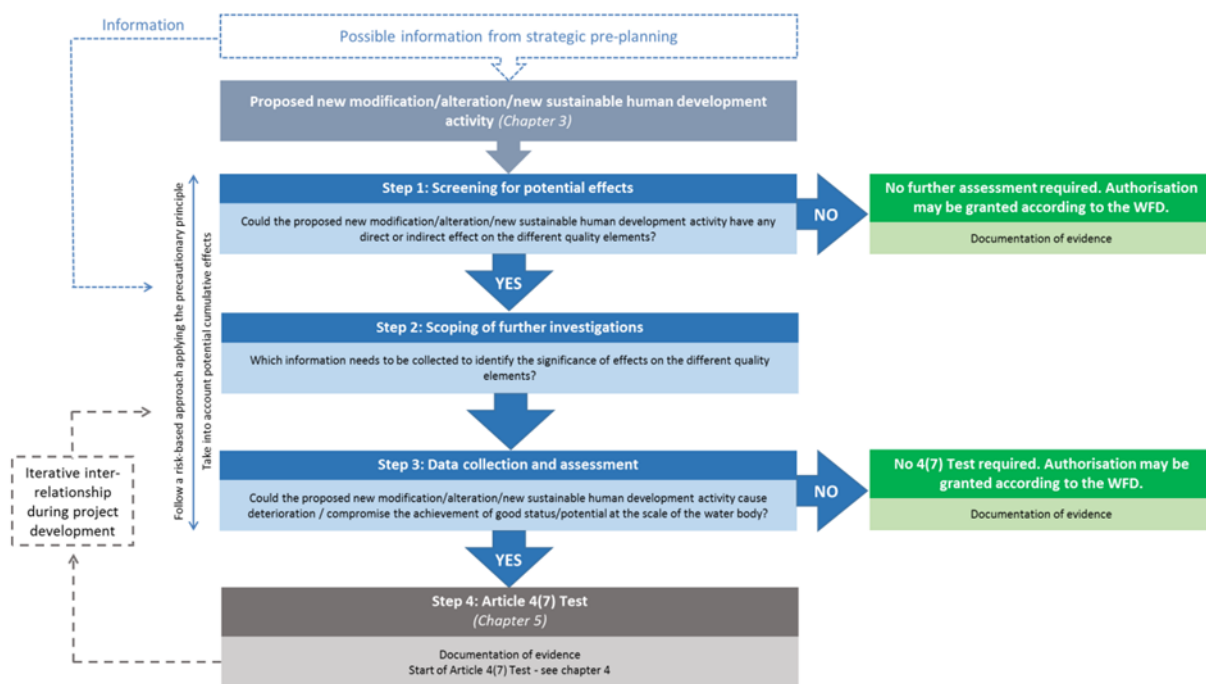 Information
Possible information from strategic pre-planning
Proposed new modification/alteration/new sustainable human development
activity (Chapter 3)
Step 1: Screening for potential effects
Could the proposed new modification/alteration/new sustainable human development activity have any
direct or indirect effect on the different quality elements?
NO
No further assessment required. Authorisation
may be granted according to the WFD.
Documentation of evidence
YES
Follow a risk-based approach applying the precautionary principle
Take into account potential cumulative effects
Step 2: Scoping of further investigations
Which information needs to be collected to identify the significance of effects on the different quality
elements?
Step 3: Data collection and assessment
Could the proposed new modification/alteration/new sustainable human development activity cause
deterioration / compromise the achievement of good status/potential at the scale of the water body?
NO
No 4(7) Test required. Authorisation may be
granted according to the WFD.
Documentation of evidence
Iterative inter-
relationship
during project
development
YES
Step 4: Article 4(7) Test
(Chapter 5)
Documentation of evidence
Start of Article 4(7) Test - see chapter 4